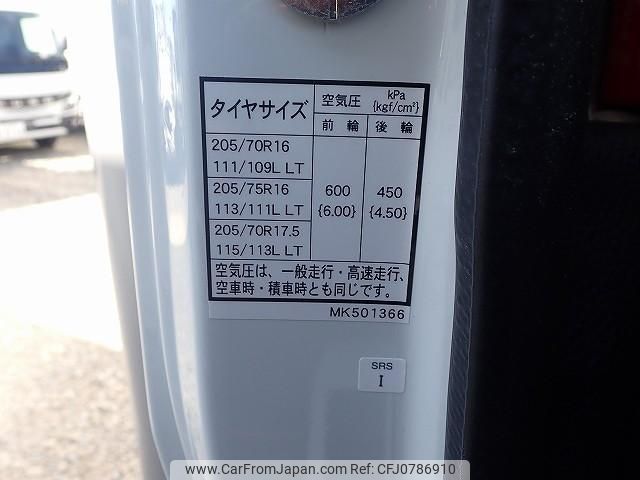 タイヤサイズ 空気圧 kPa {kgf/cm²}
前輪 後輪
205/70R16
111/109L LT
205/75R16
113/111L LT
205/70R17.5
115/113L LT
600 {6.00}
450 {4.50}
空気圧は、一般走行・高速走行、
空車時・積車時とも同じです。
MK501366
SRS
I
www.CarFromJapan.com | CFJ ID: CFJ0786910